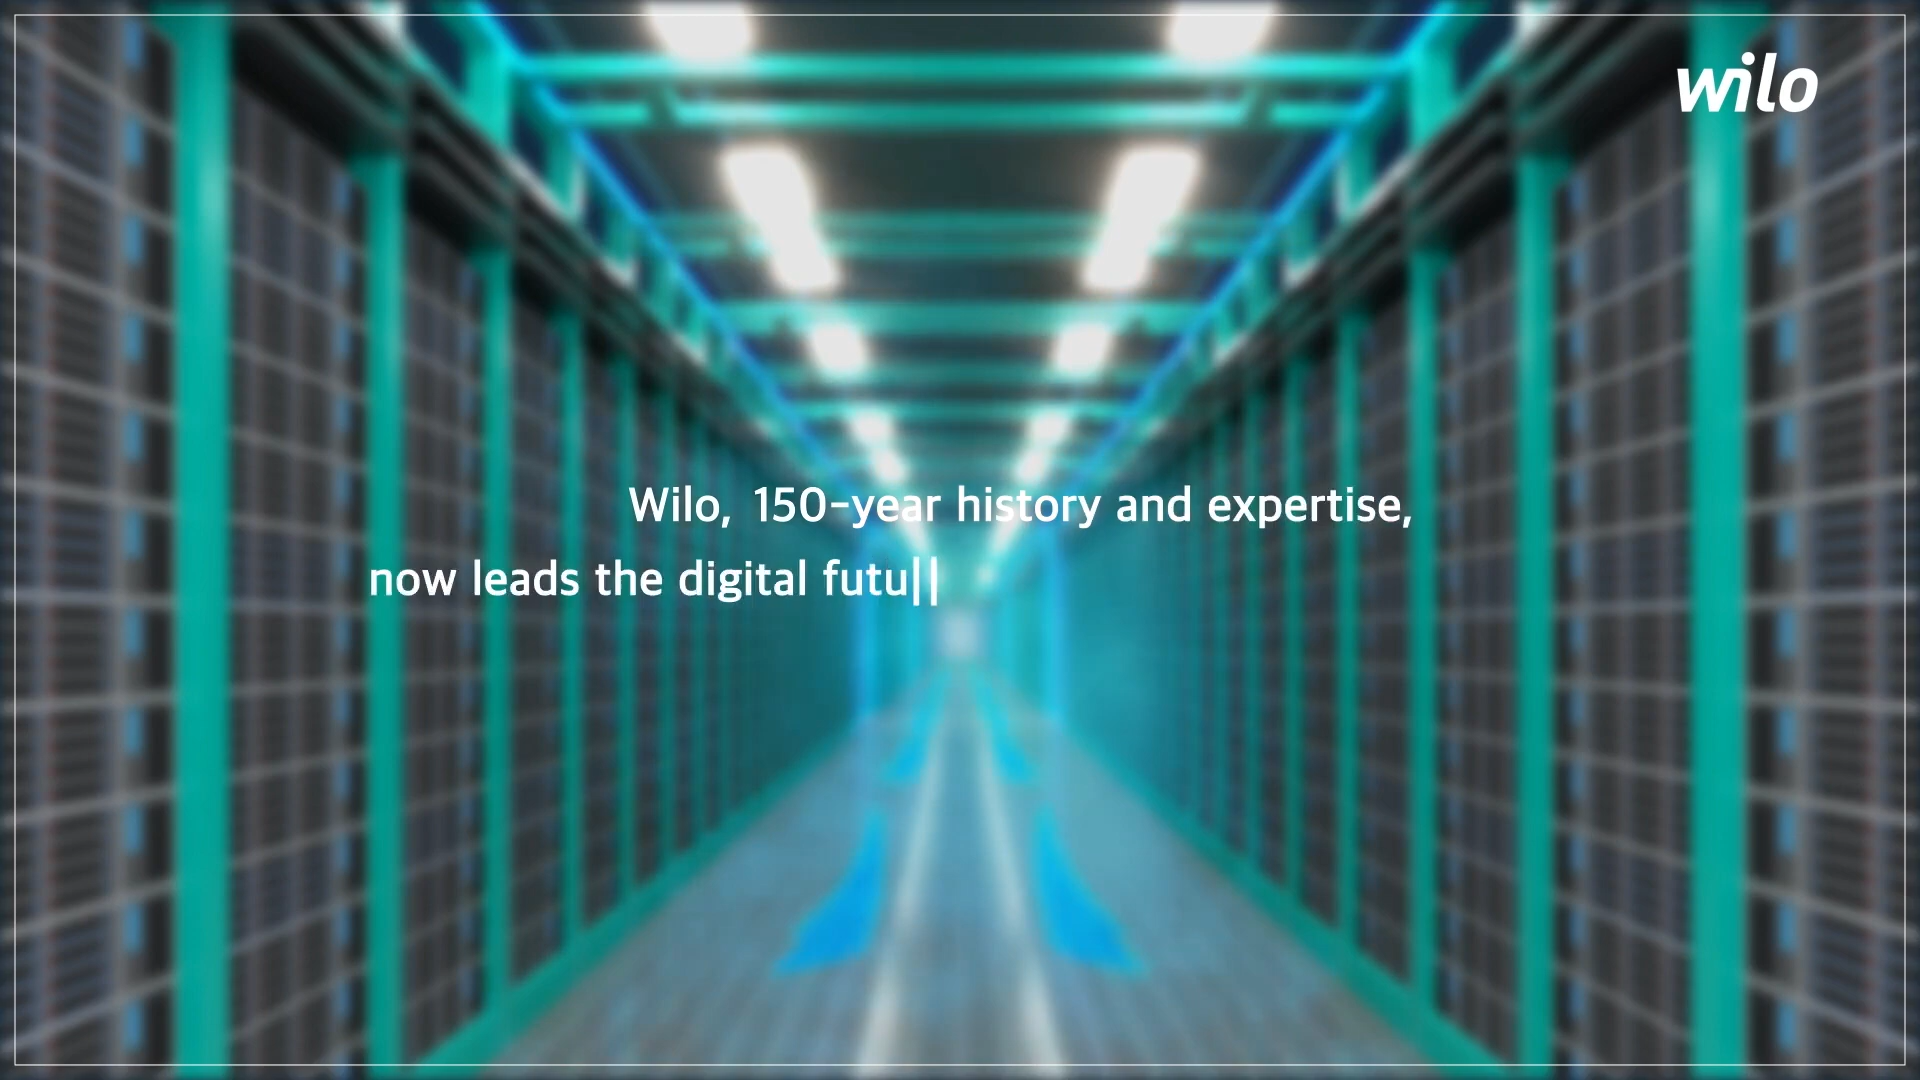 wilo
Wilo, 150-year history and expertise,
now leads the digital futu||